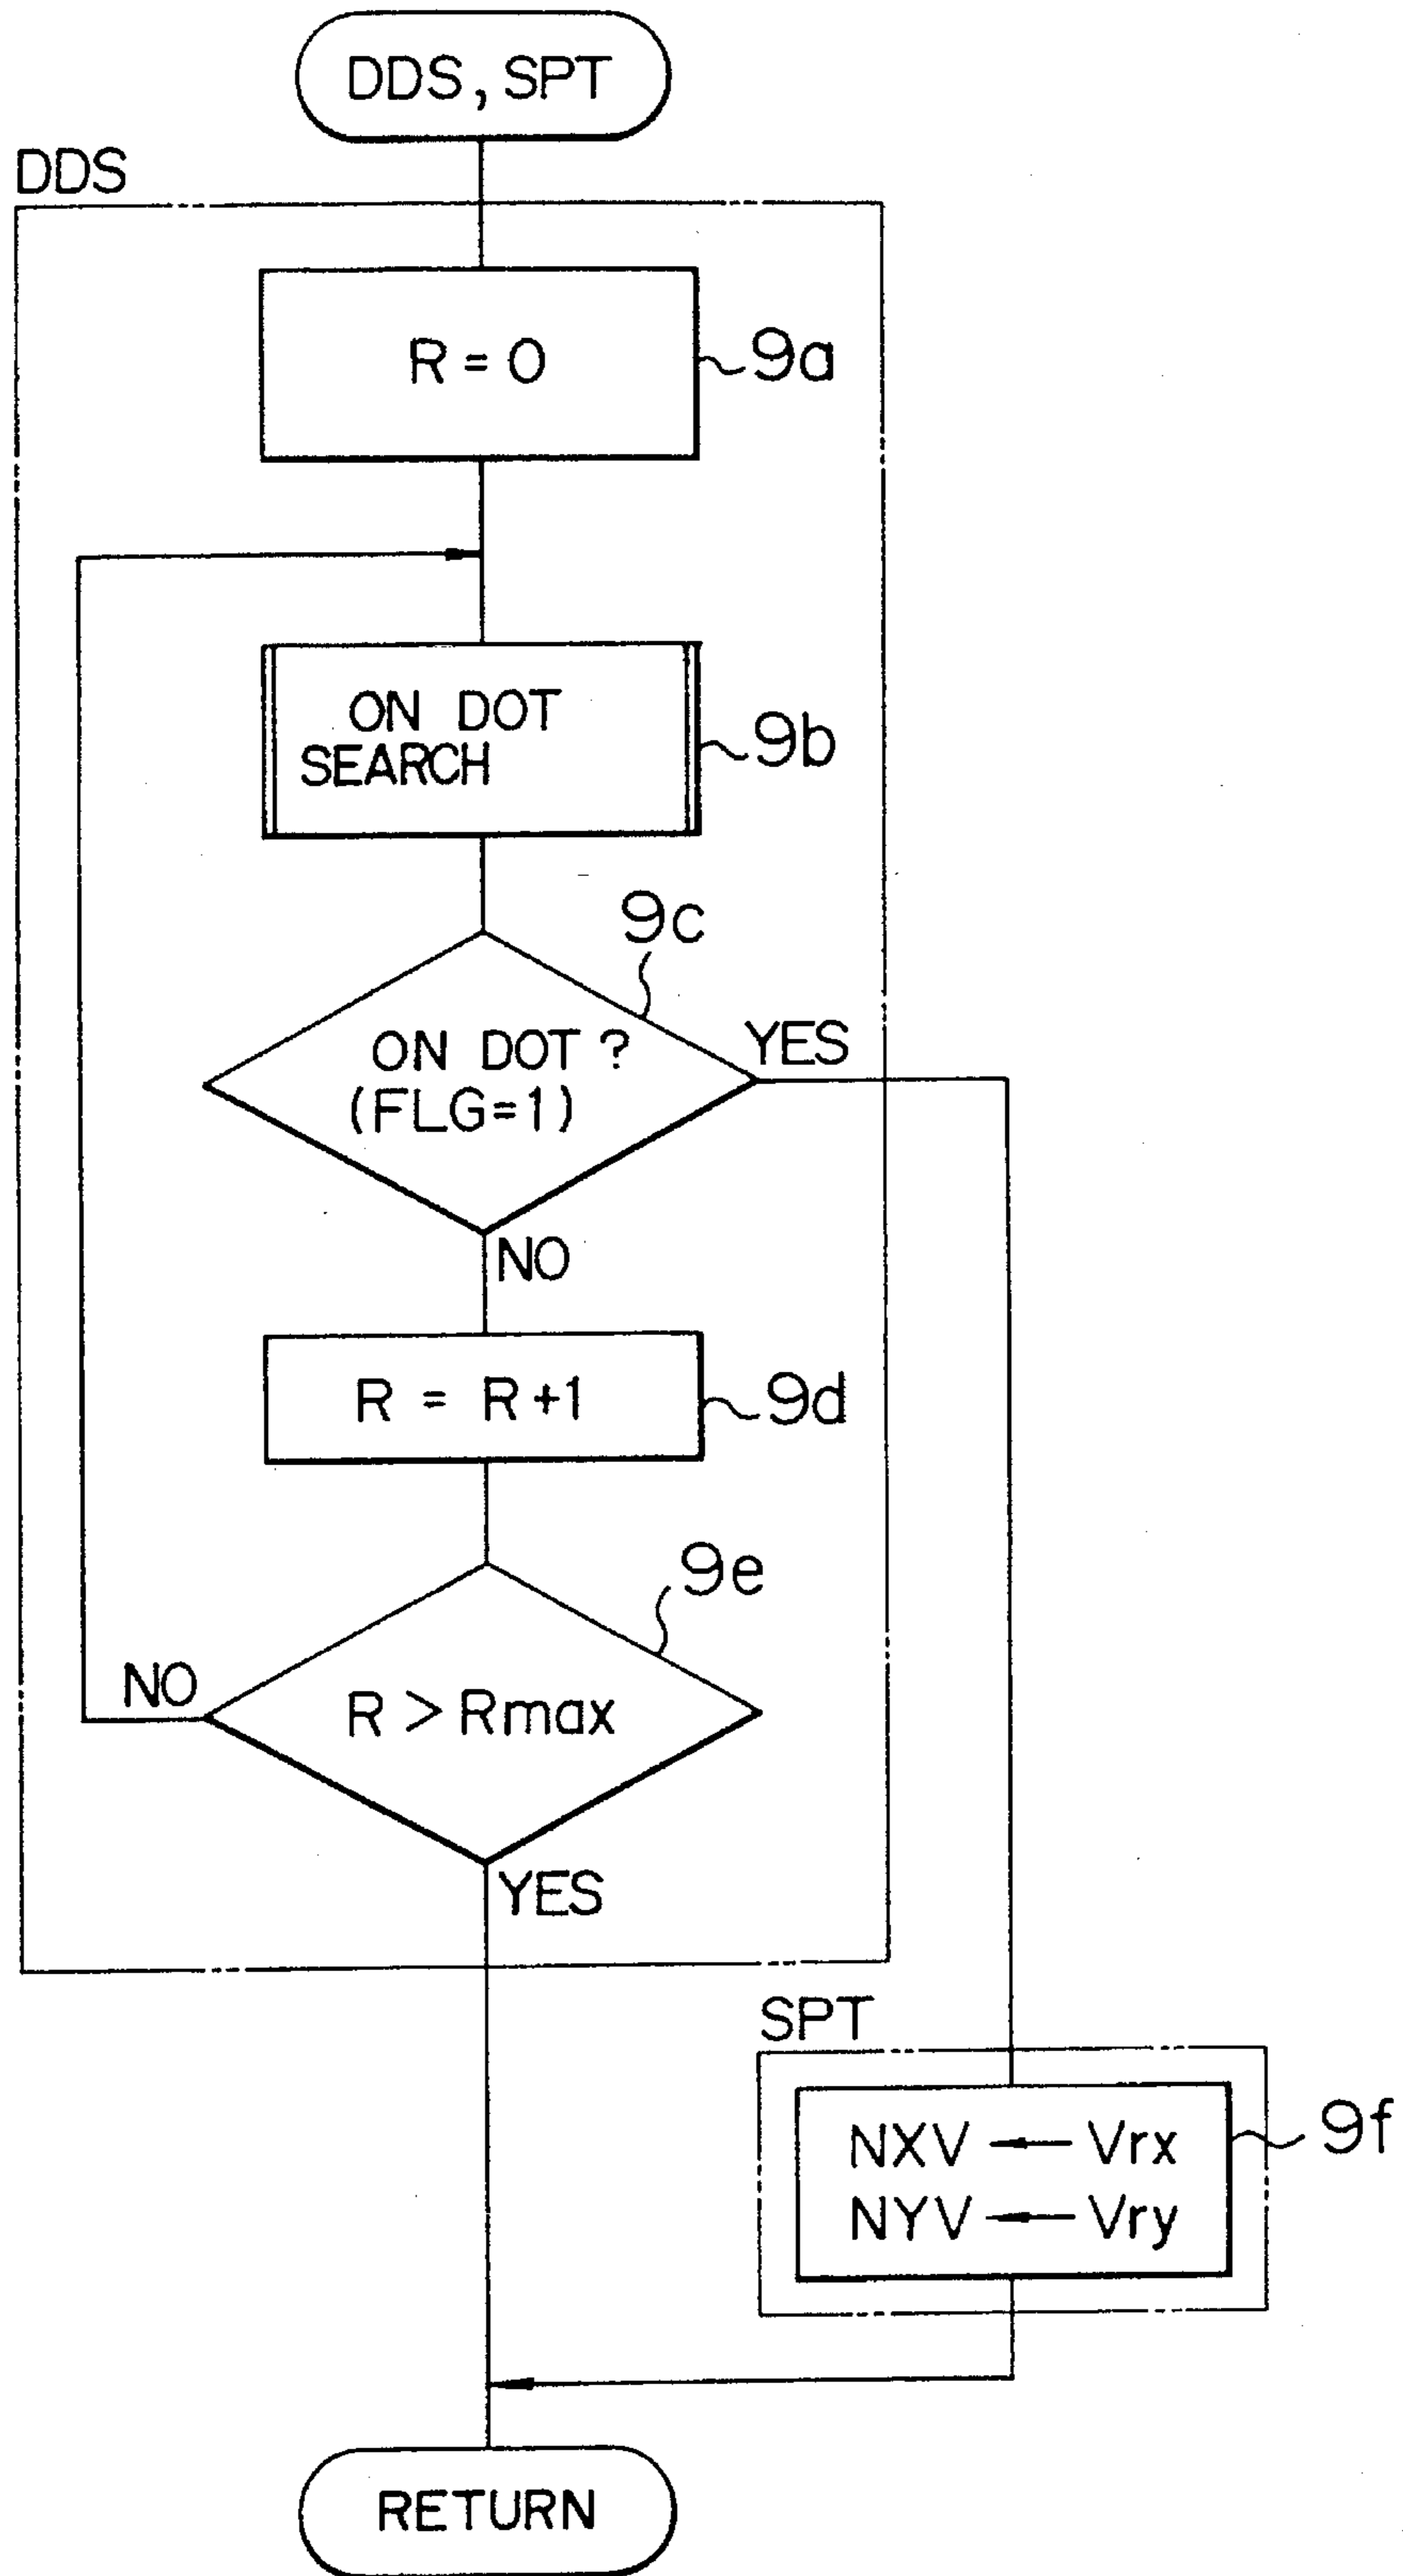 DDS, SPT
DDS
R = 0
9a
ON DOT
SEARCH
9b
9c
ON DOT ?
(FLG=1)
YES
NO
R = R+1
9d
9e
NO
R > Rmax
YES
SPT
NXV ← Vrx
NYV ← Vry
9f
RETURN